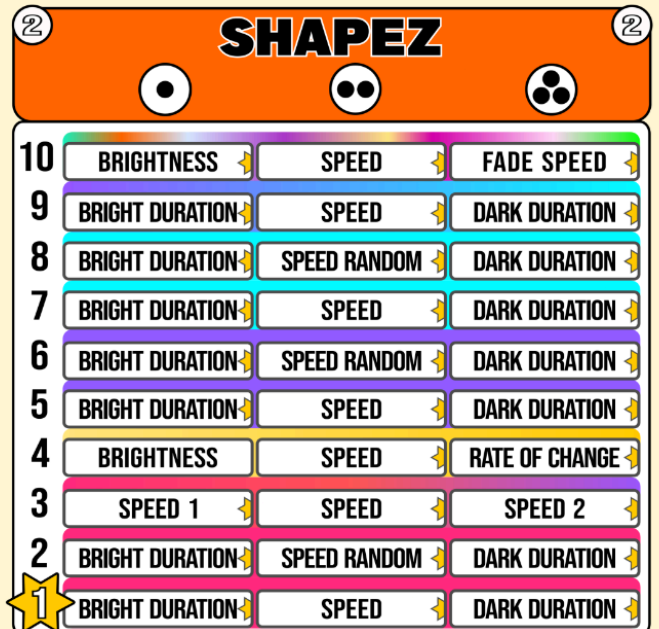 2 SHAPEZ 2
10 BRIGHTNESS SPEED FADE SPEED
9 BRIGHT DURATION SPEED DARK DURATION
8 BRIGHT DURATION SPEED RANDOM DARK DURATION
7 BRIGHT DURATION SPEED DARK DURATION
6 BRIGHT DURATION SPEED RANDOM DARK DURATION
5 BRIGHT DURATION SPEED DARK DURATION
4 BRIGHTNESS SPEED RATE OF CHANGE
3 SPEED 1 SPEED SPEED 2
2 BRIGHT DURATION SPEED RANDOM DARK DURATION
1 BRIGHT DURATION SPEED DARK DURATION